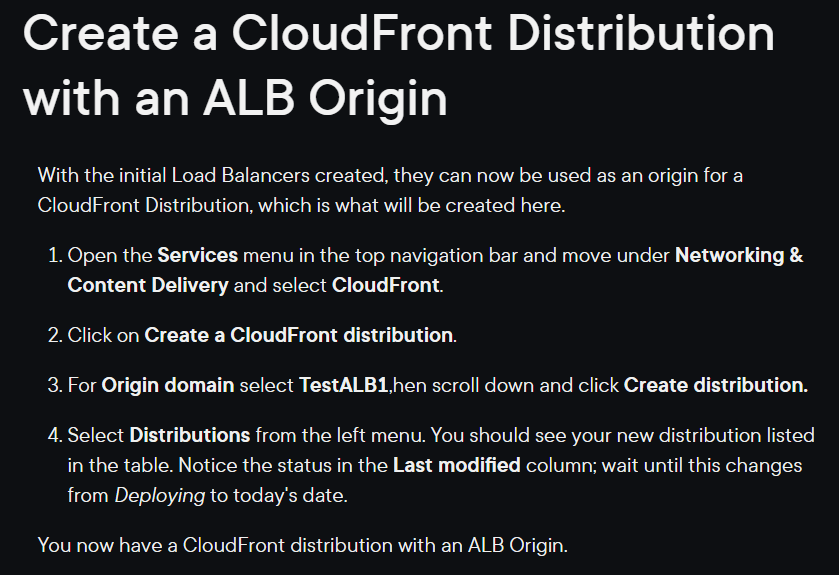 Create a CloudFront Distribution
with an ALB Origin
With the initial Load Balancers created, they can now be used as an origin for a
CloudFront Distribution, which is what will be created here.
1. Open the Services menu in the top navigation bar and move under Networking &
Content Delivery and select CloudFront.
2. Click on Create a CloudFront distribution.
3. For Origin domain select TestALB1,hen scroll down and click Create distribution.
4. Select Distributions from the left menu. You should see your new distribution listed
in the table. Notice the status in the Last modified column; wait until this changes
from Deploying to today's date.
You now have a CloudFront distribution with an ALB Origin.